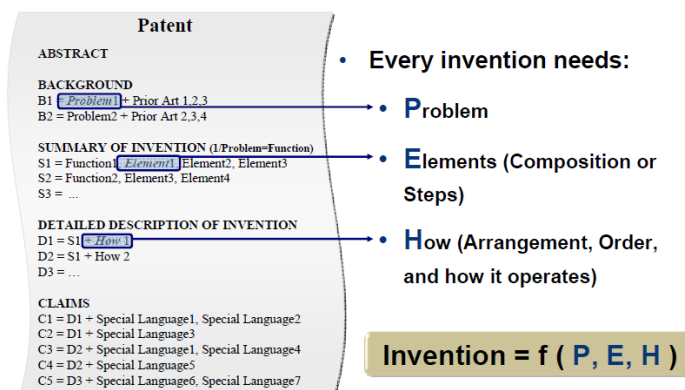 Patent
ABSTRACT
BACKGROUND
B1 = Problem1 + Prior Art 1,2,3
B2 = Problem2 + Prior Art 2,3,4
SUMMARY OF INVENTION (1/Problem=Function)
S1 = Function1, Element1, Element2, Element3
S2 = Function2, Element3, Element4
S3 = ...
DETAILED DESCRIPTION OF INVENTION
D1 = S1 + How 1
D2 = S1 + How 2
D3 = ...
CLAIMS
C1 = D1 + Special Language1, Special Language2
C2 = D1 + Special Language3
C3 = D2 + Special Language1, Special Language4
C4 = D2 + Special Language5
C5 = D3 + Special Language6, Special Language7
• Every invention needs:
• Problem
• Elements (Composition or
Steps)
• How (Arrangement, Order,
and how it operates)
Invention = f ( P, E, H )